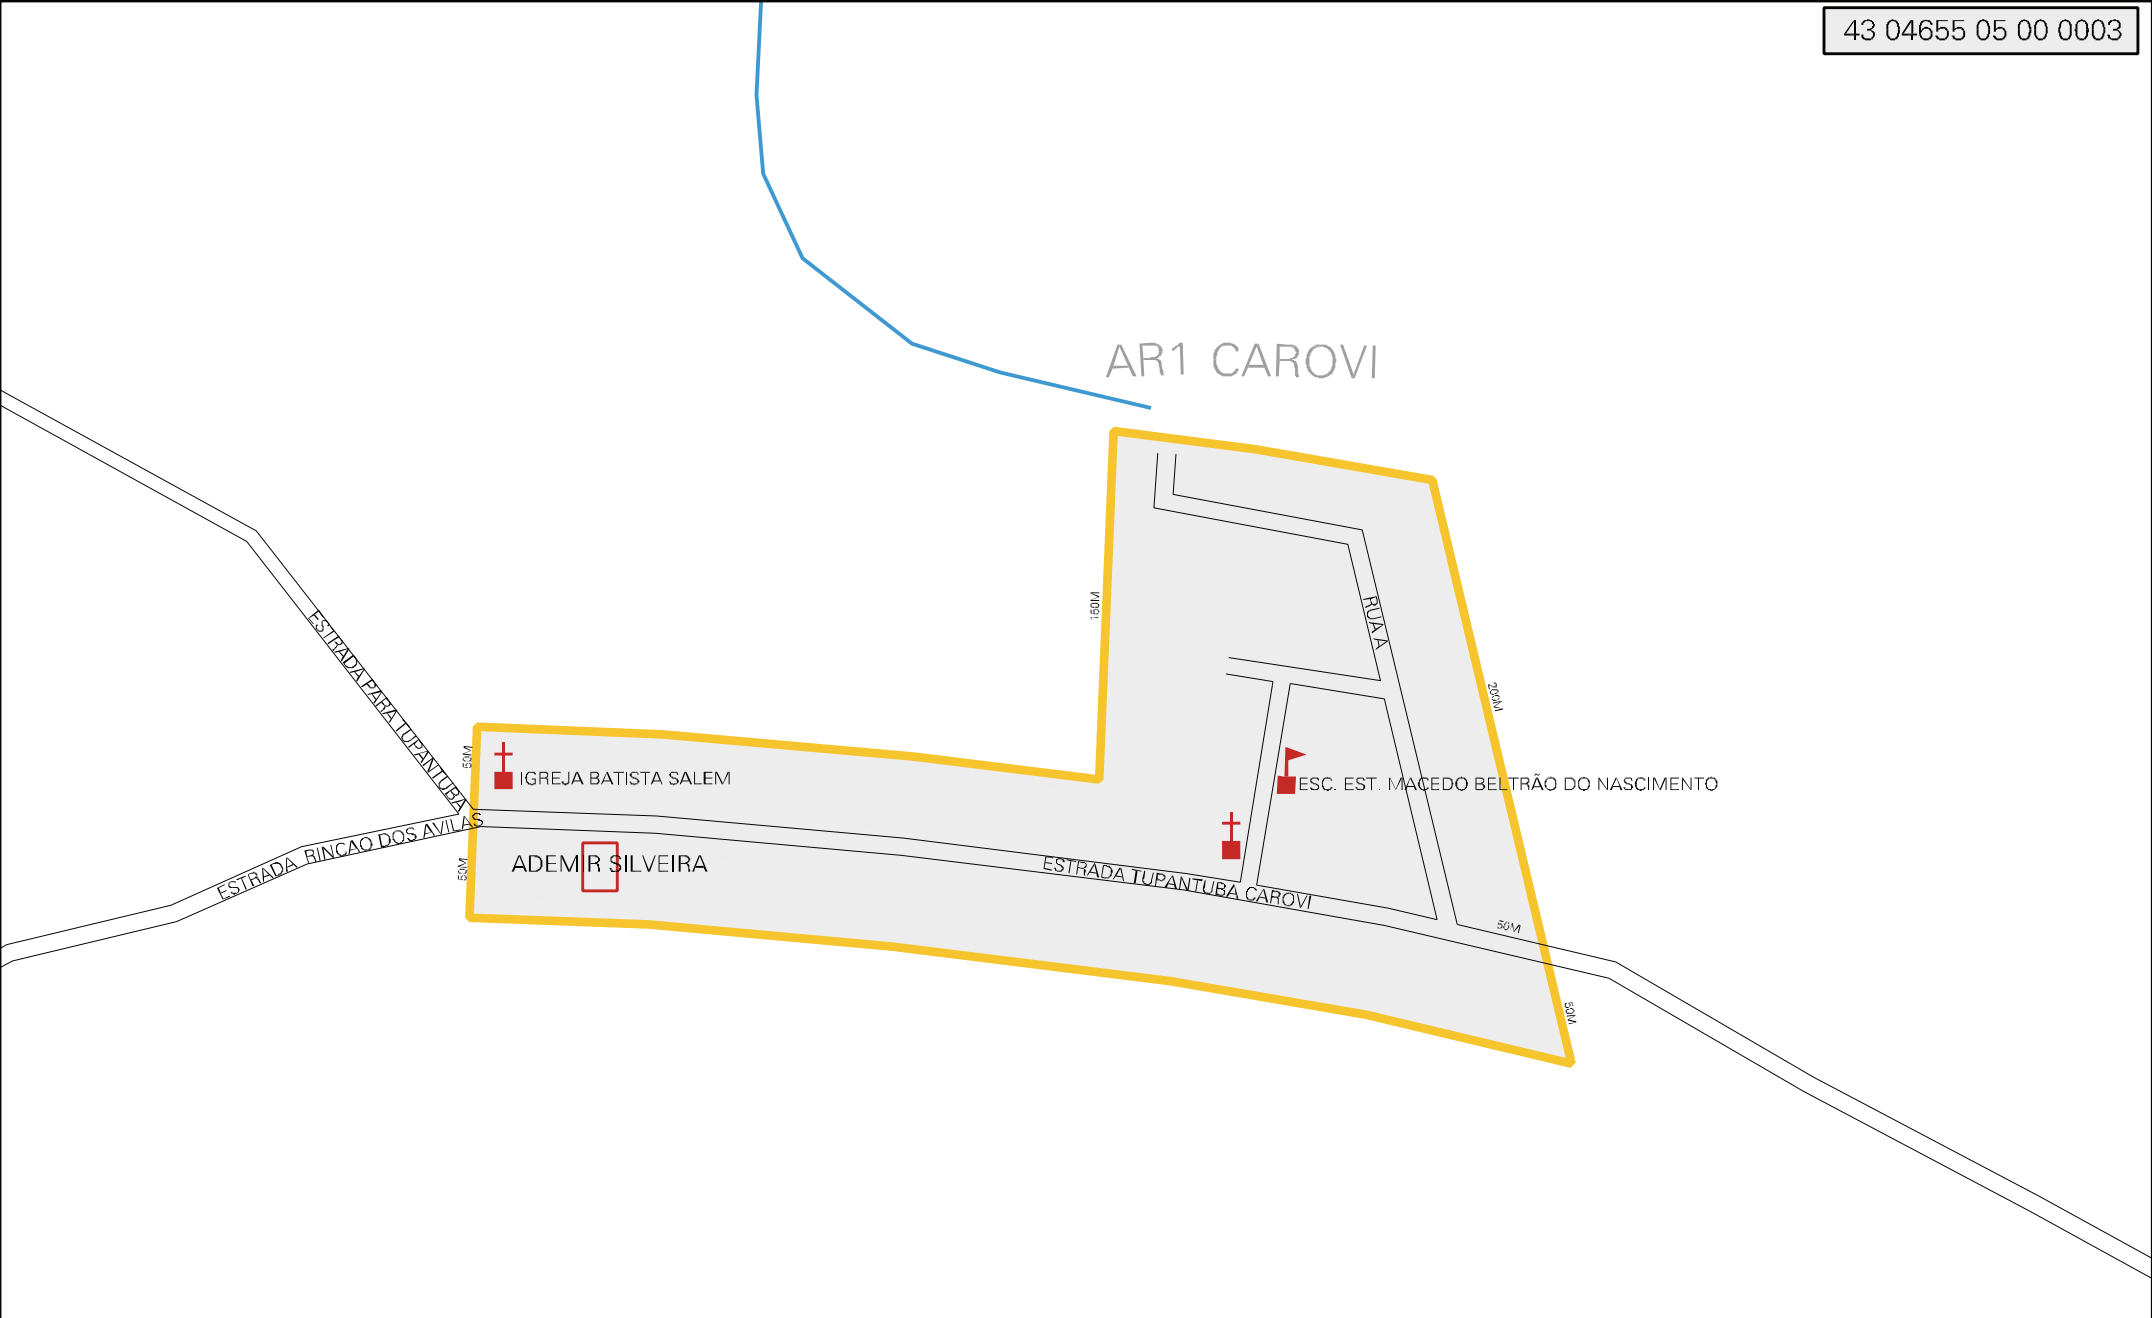 43 04655 05 00 0003
AR1 CAROVI
150M
RUA A
ESTRADA PARA TUPANTUBA
200M
50M
IGREJA BATISTA SALEM
ESC. EST. MACEDO BELTRÃO DO NASCIMENTO
ESTRADA RINCAO DOS AVILAS
50M
ADEMIR SILVEIRA
ESTRADA TUPANTUBA CAROVI
50M
50M